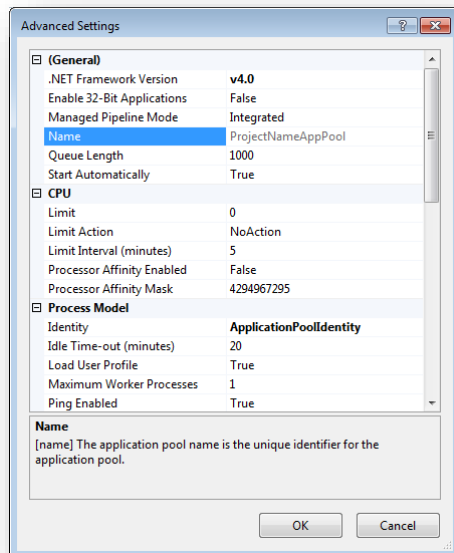 Advanced Settings
(General)
.NET Framework Version v4.0
Enable 32-Bit Applications False
Managed Pipeline Mode Integrated
Name ProjectNameAppPool
Queue Length 1000
Start Automatically True
CPU
Limit 0
Limit Action NoAction
Limit Interval (minutes) 5
Processor Affinity Enabled False
Processor Affinity Mask 4294967295
Process Model
Identity ApplicationPoolIdentity
Idle Time-out (minutes) 20
Load User Profile True
Maximum Worker Processes 1
Ping Enabled True
Name
[name] The application pool name is the unique identifier for the
application pool.
OK Cancel